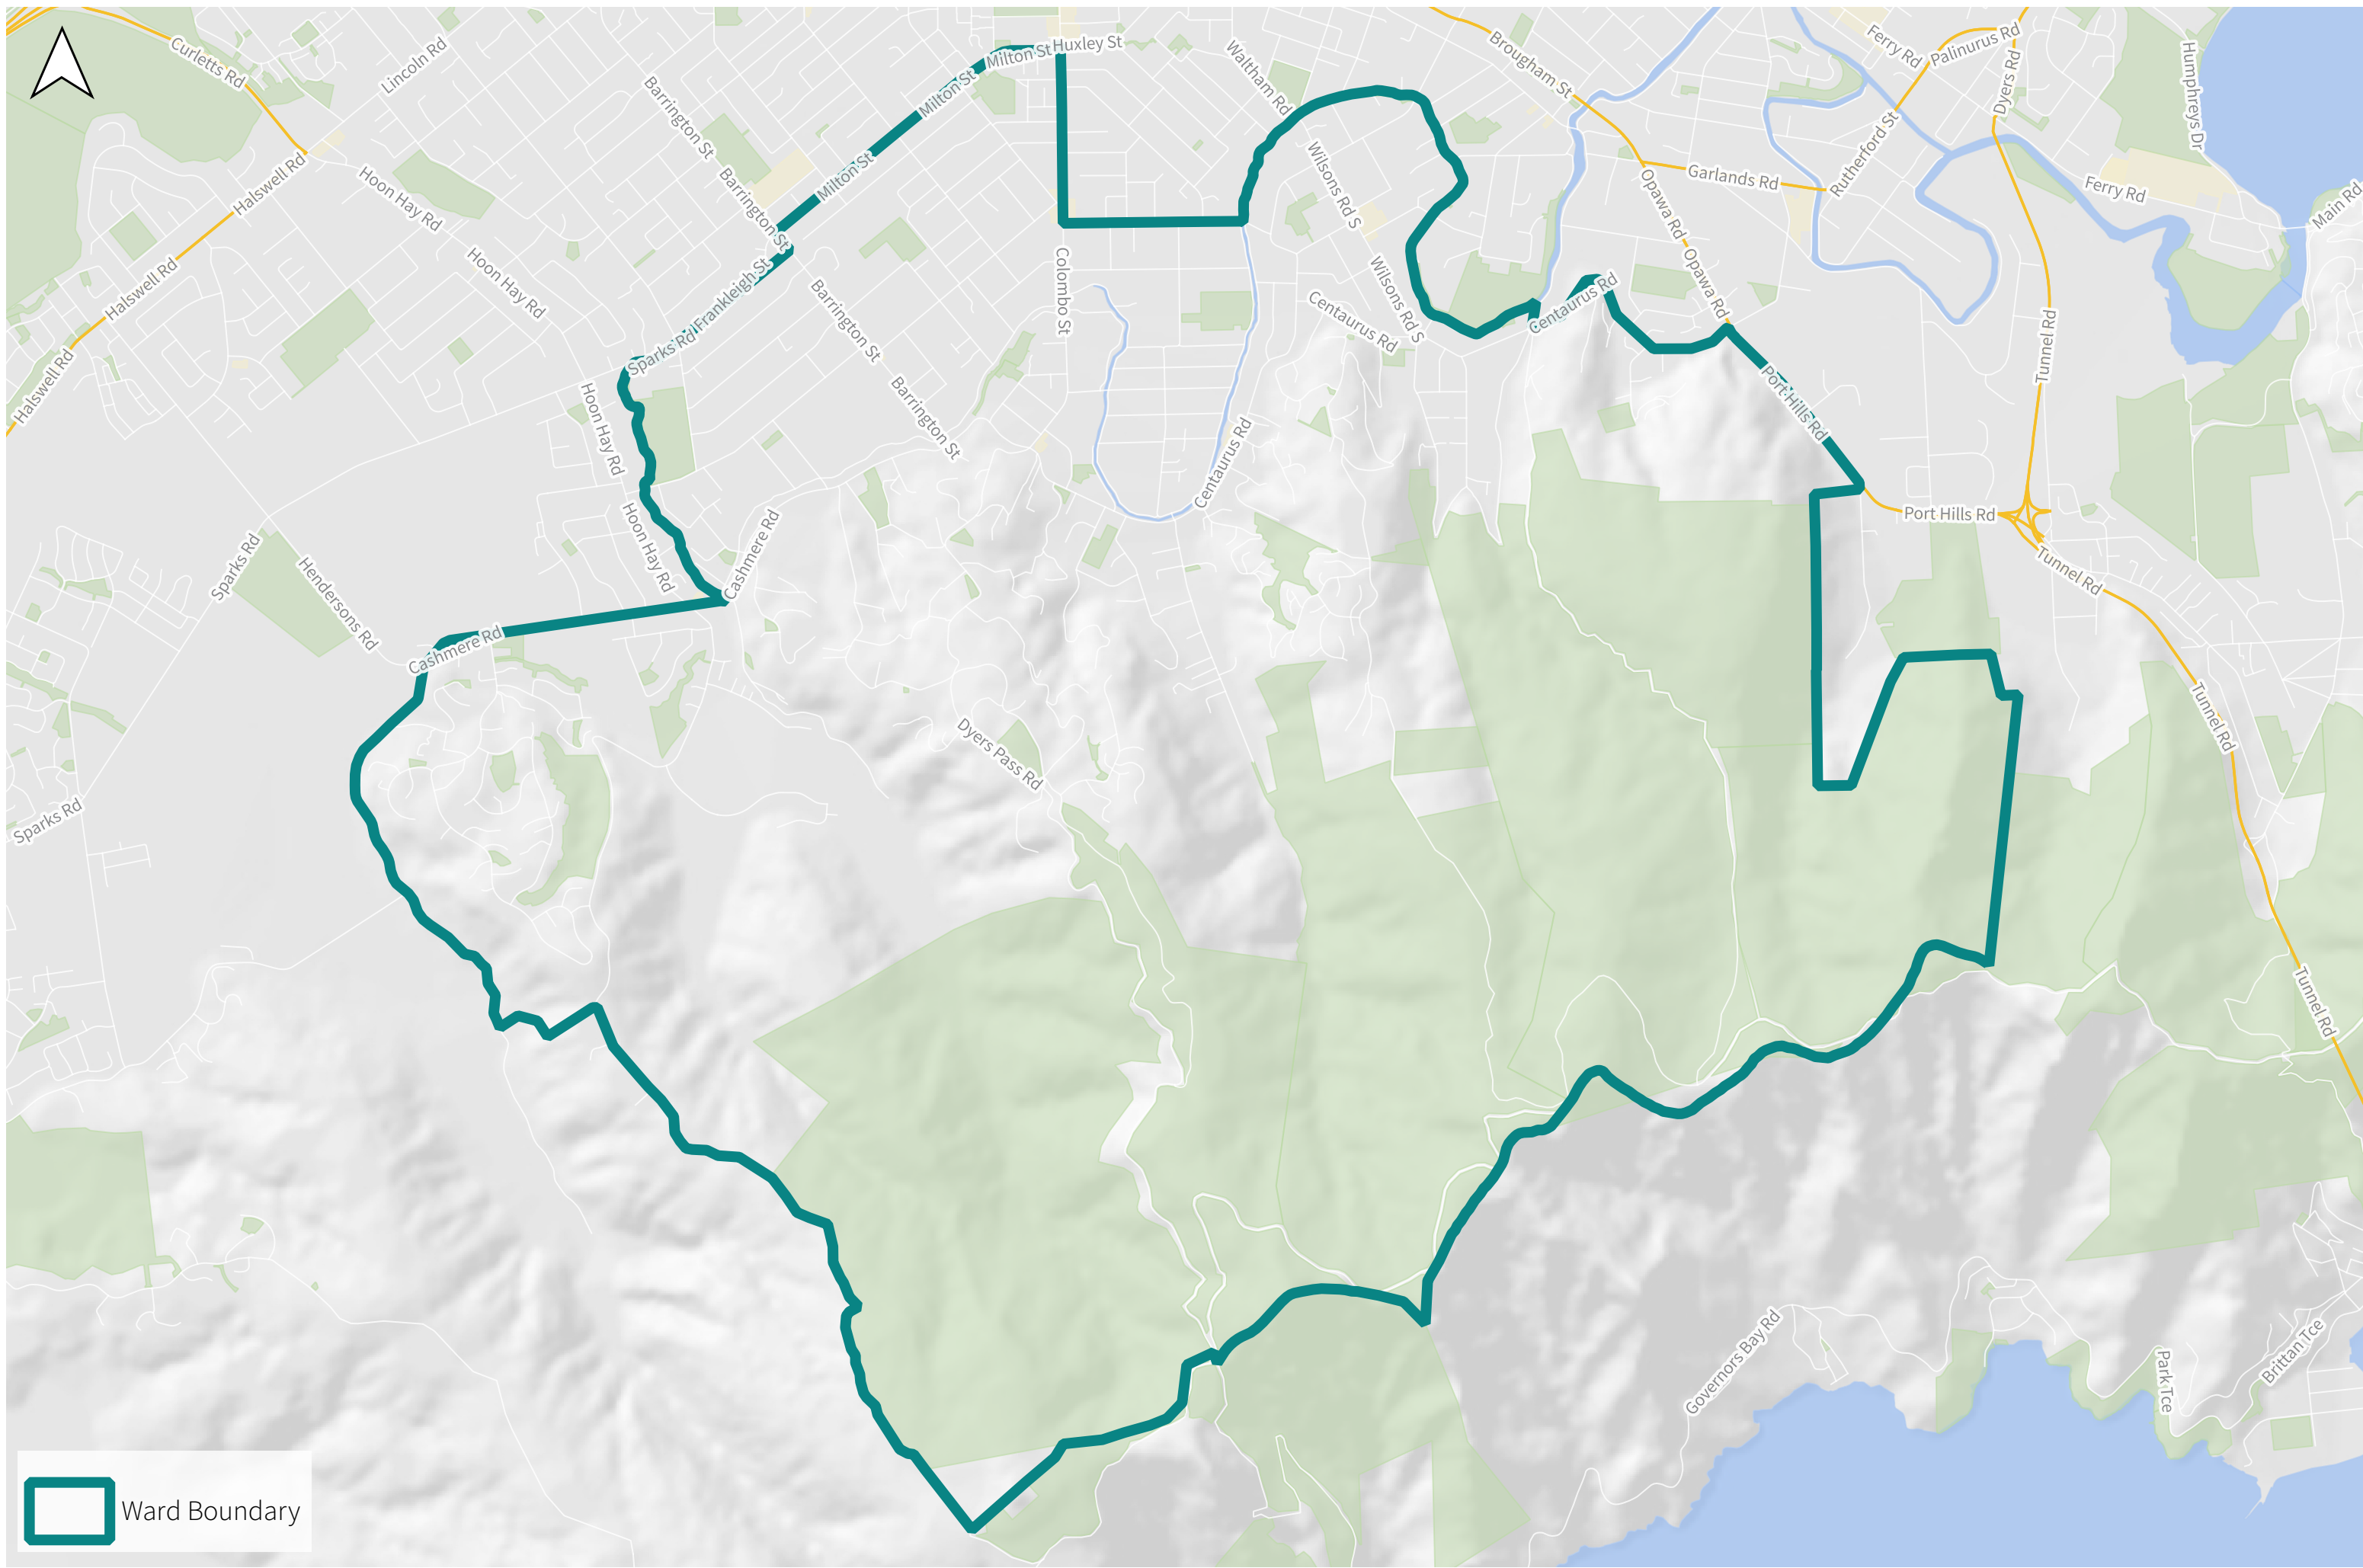 Curletts Rd
Lincoln Rd
Milton St
Huxley St
Waltham Rd
Brougham St
Ferry Rd
Palinurus Rd
Dyers Rd
Humphreys Dr
Barrington St
Milton St
Halswell Rd
Hoon Hay Rd
Barrington St
Milton St
Wilsons Rd S
Opawa Rd
Garlands Rd
Rutherford St
Ferry Rd
Main Rd
Halswell Rd
Hoon Hay Rd
Frankleigh St
Barrington St
Colombo St
Centaurus Rd
Wilsons Rd S
Centaurus Rd
Opawa Rd
Tunnel Rd
Halswell Rd
Sparks Rd
Hoon Hay Rd
Barrington St
Centaurus Rd
Port Hills Rd
Sparks Rd
Hendersons Rd
Hoon Hay Rd
Cashmere Rd
Port Hills Rd
Tunnel Rd
Cashmere Rd
Dyers Pass Rd
Tunnel Rd
Sparks Rd
Tunnel Rd
Governors Bay Rd
Park Tce
Brittan Tce
Ward Boundary